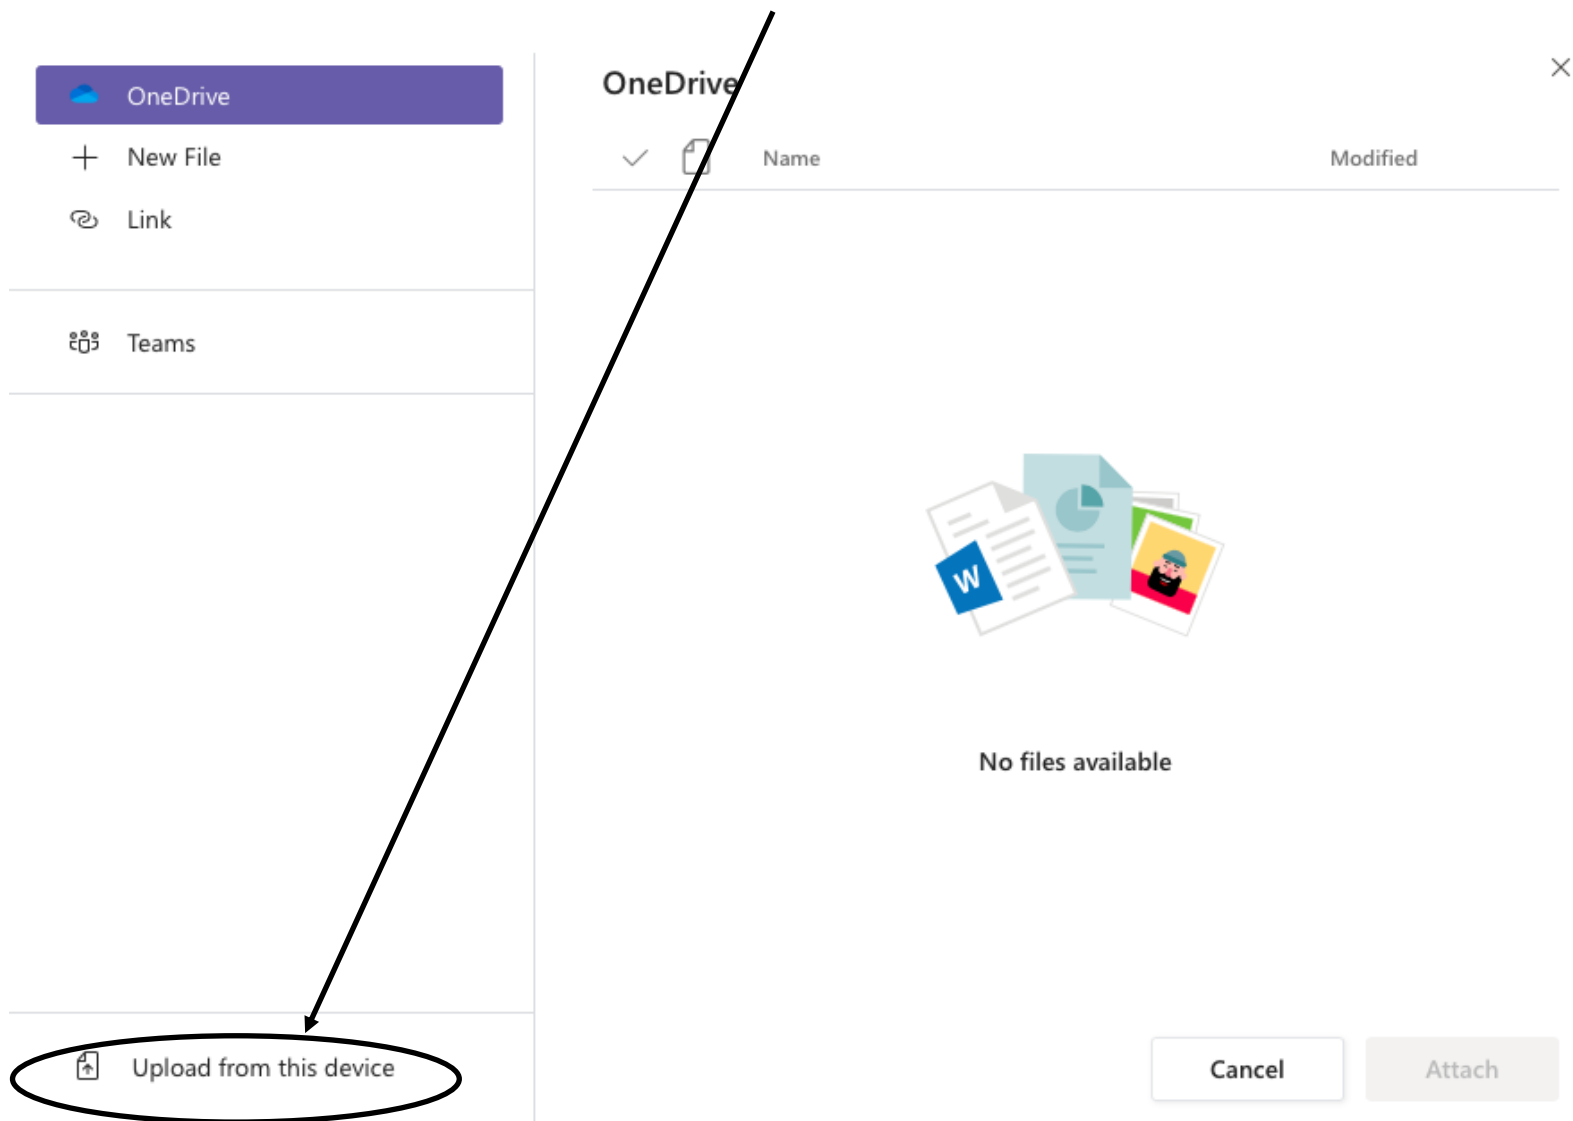 OneDrive
New File
Link
Teams
Upload from this device
OneDrive
Name Modified
W
No files available
Cancel Attach